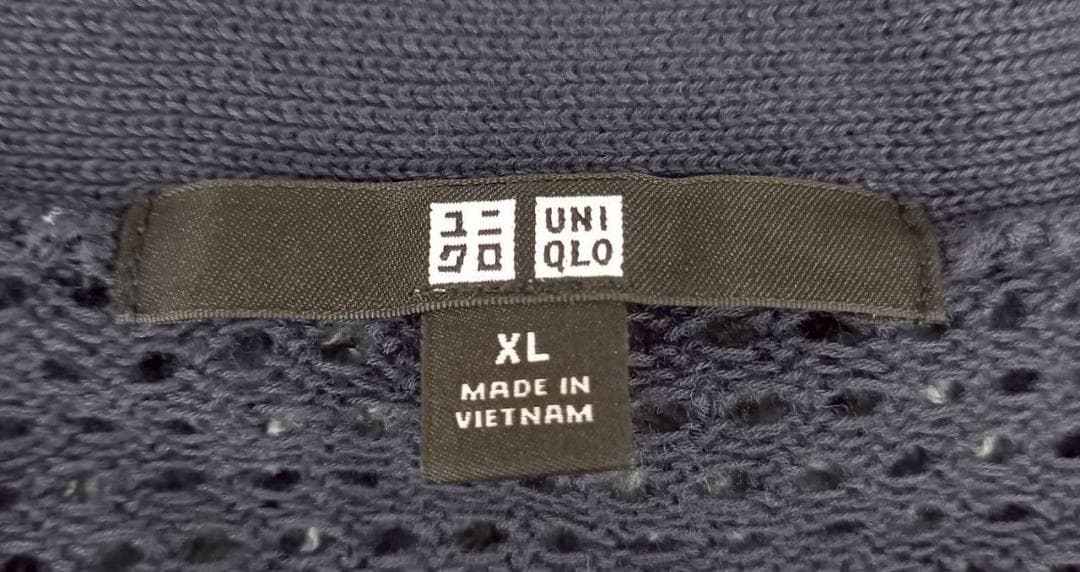 ユニ
クロ
UNI
QLO
XL
MADE IN
VIETNAM